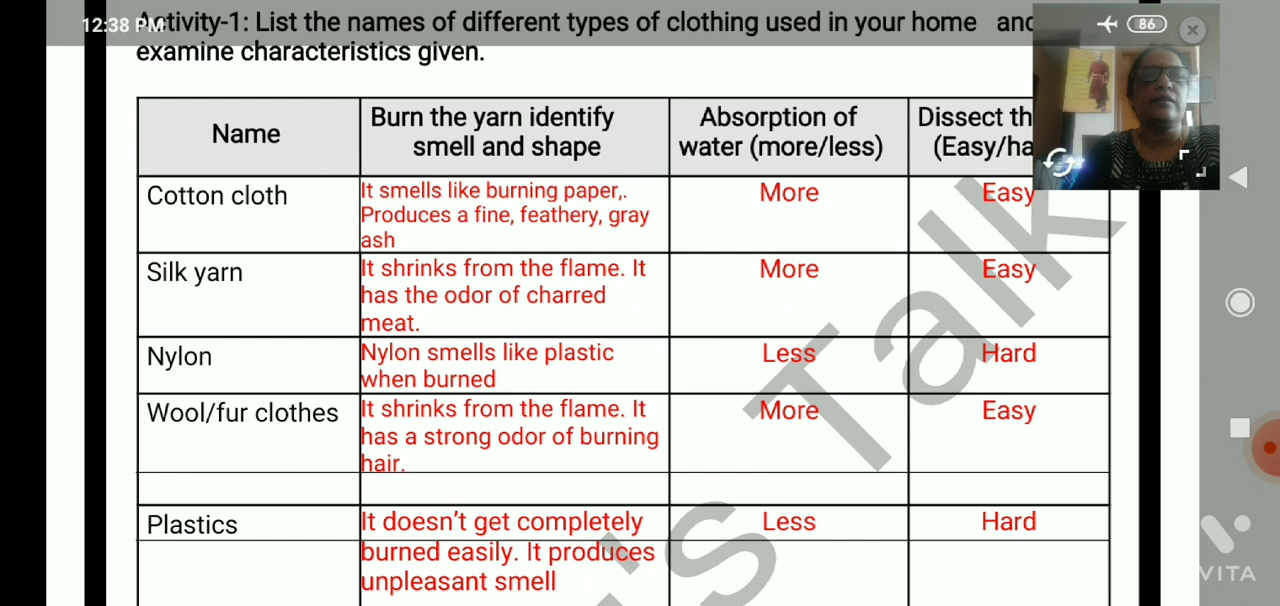 12:38 PM
86
Activity-1: List the names of different types of clothing used in your home and
examine characteristics given.
Name
Burn the yarn identify
smell and shape
Absorption of
water (more/less)
Dissect th
(Easy/ha
Cotton cloth
It smells like burning paper,.
Produces a fine, feathery, gray
ash
More
Easy
Silk yarn
It shrinks from the flame. It
has the odor of charred
meat.
More
Easy
Nylon
Nylon smells like plastic
when burned
Less
Hard
Wool/fur clothes
It shrinks from the flame. It
has a strong odor of burning
hair.
More
Easy
Plastics
It doesn't get completely
burned easily. It produces
unpleasant smell
Less
Hard
's Talk
VITA